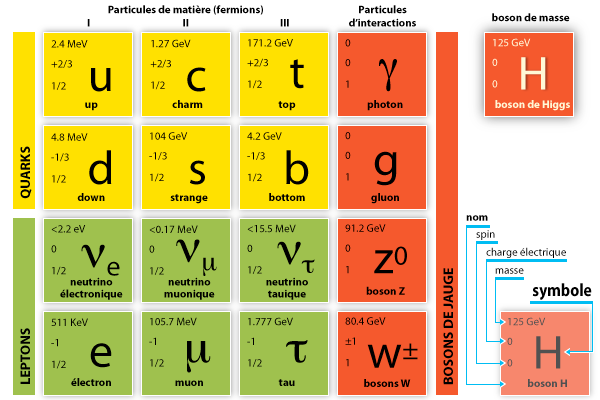 Particules de matière (fermions)
I II III
Particules
d'interactions
boson de masse
QUARKS
2.4 MeV
+2/3
1/2
u
up
1.27 GeV
+2/3
1/2
c
charm
171.2 GeV
+2/3
1/2
t
top
0
0
1
γ
photon
125 GeV
0
0
H
boson de Higgs
4.8 MeV
-1/3
1/2
d
down
104 GeV
-1/3
1/2
s
strange
4.2 GeV
-1/3
1/2
b
bottom
0
0
1
g
gluon
LEPTONS
<2.2 eV
0
1/2
νe
neutrino
électronique
<0.17 MeV
0
1/2
νμ
neutrino
muonique
<15.5 MeV
0
1/2
ντ
neutrino
tauique
91.2 GeV
0
1
z⁰
boson Z
511 KeV
-1
1/2
e
électron
105.7 MeV
-1
1/2
μ
muon
1.777 GeV
-1
1/2
τ
tau
80.4 GeV
±1
1
w±
bosons W
BOSONS DE JAUGE
nom
spin
charge électrique
masse
symbole
125 GeV
0
0
H
boson H